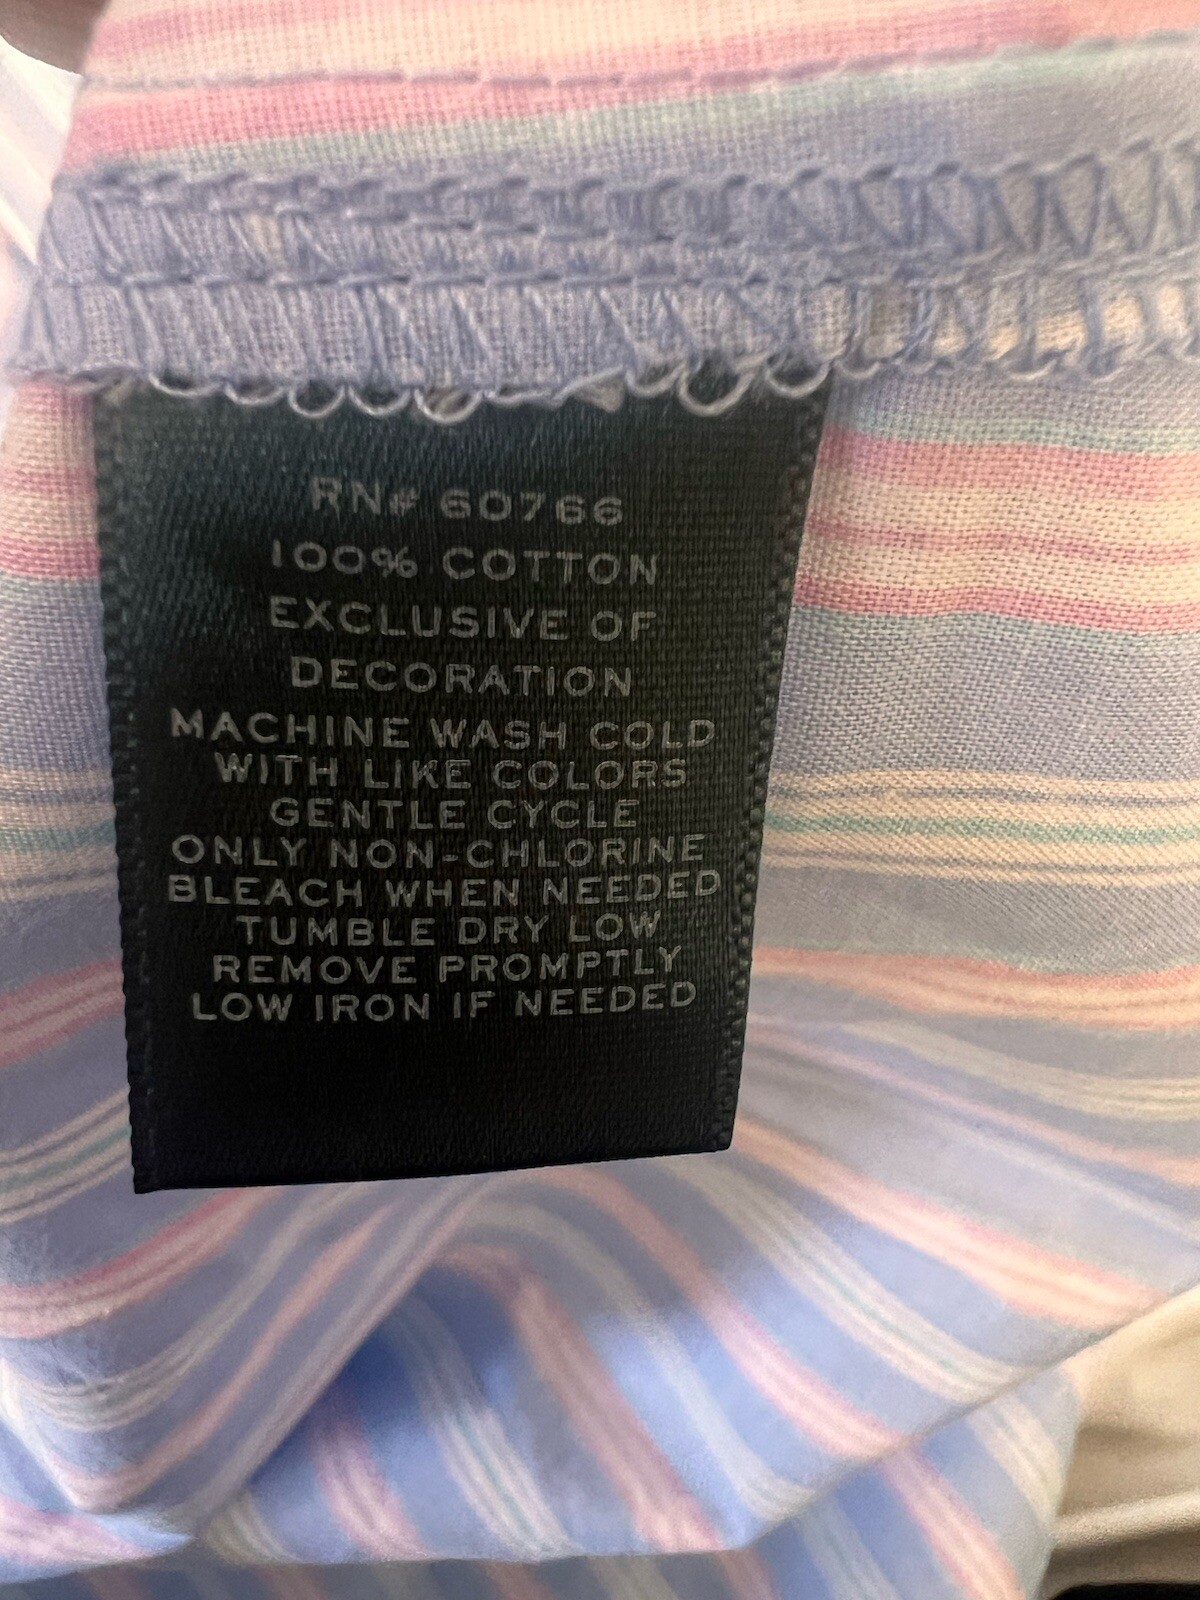 RN# 60766
100% COTTON
EXCLUSIVE OF
DECORATION
MACHINE WASH COLD
WITH LIKE COLORS
GENTLE CYCLE
ONLY NON-CHLORINE
BLEACH WHEN NEEDED
TUMBLE DRY LOW
REMOVE PROMPTLY
LOW IRON IF NEEDED